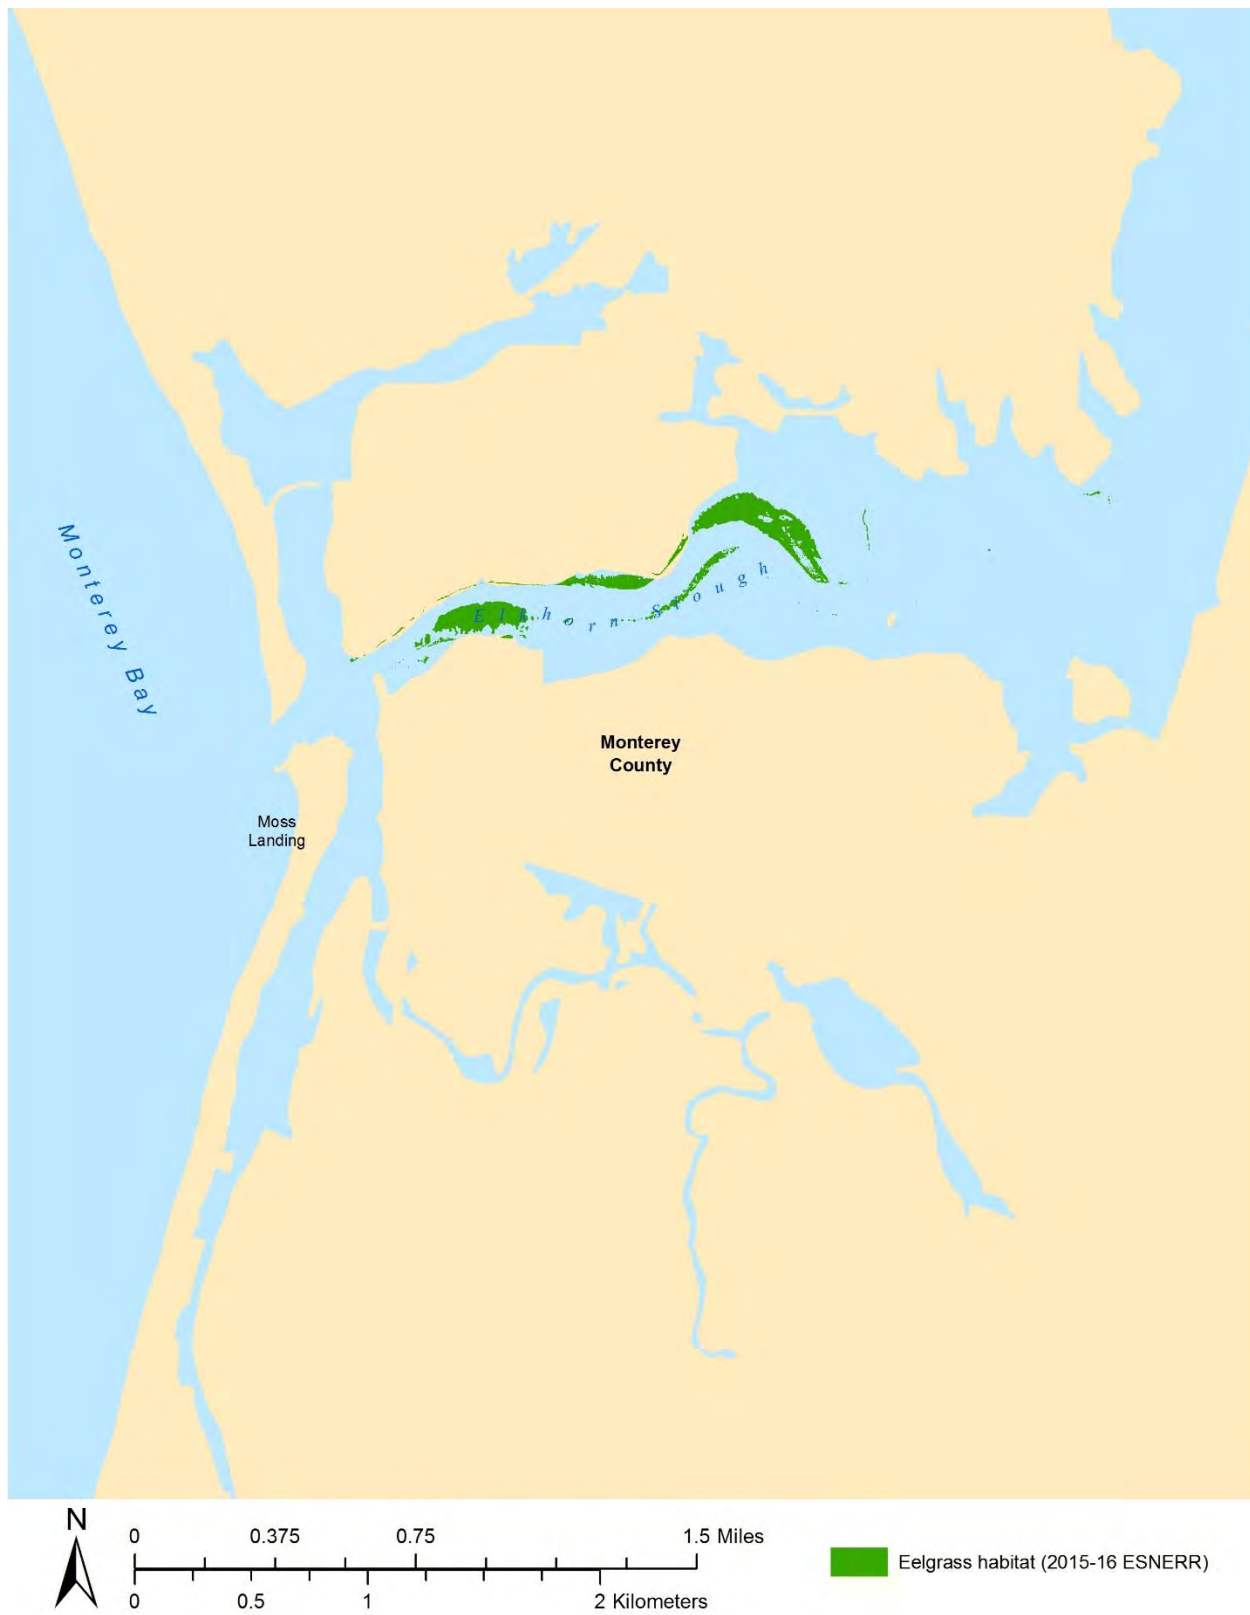 Elkhorn Slough
Monterey Bay
Monterey
County
Moss
Landing
N
0 0.375 0.75 1.5 Miles
0 0.5 1 2 Kilometers
Eelgrass habitat (2015-16 ESNERR)